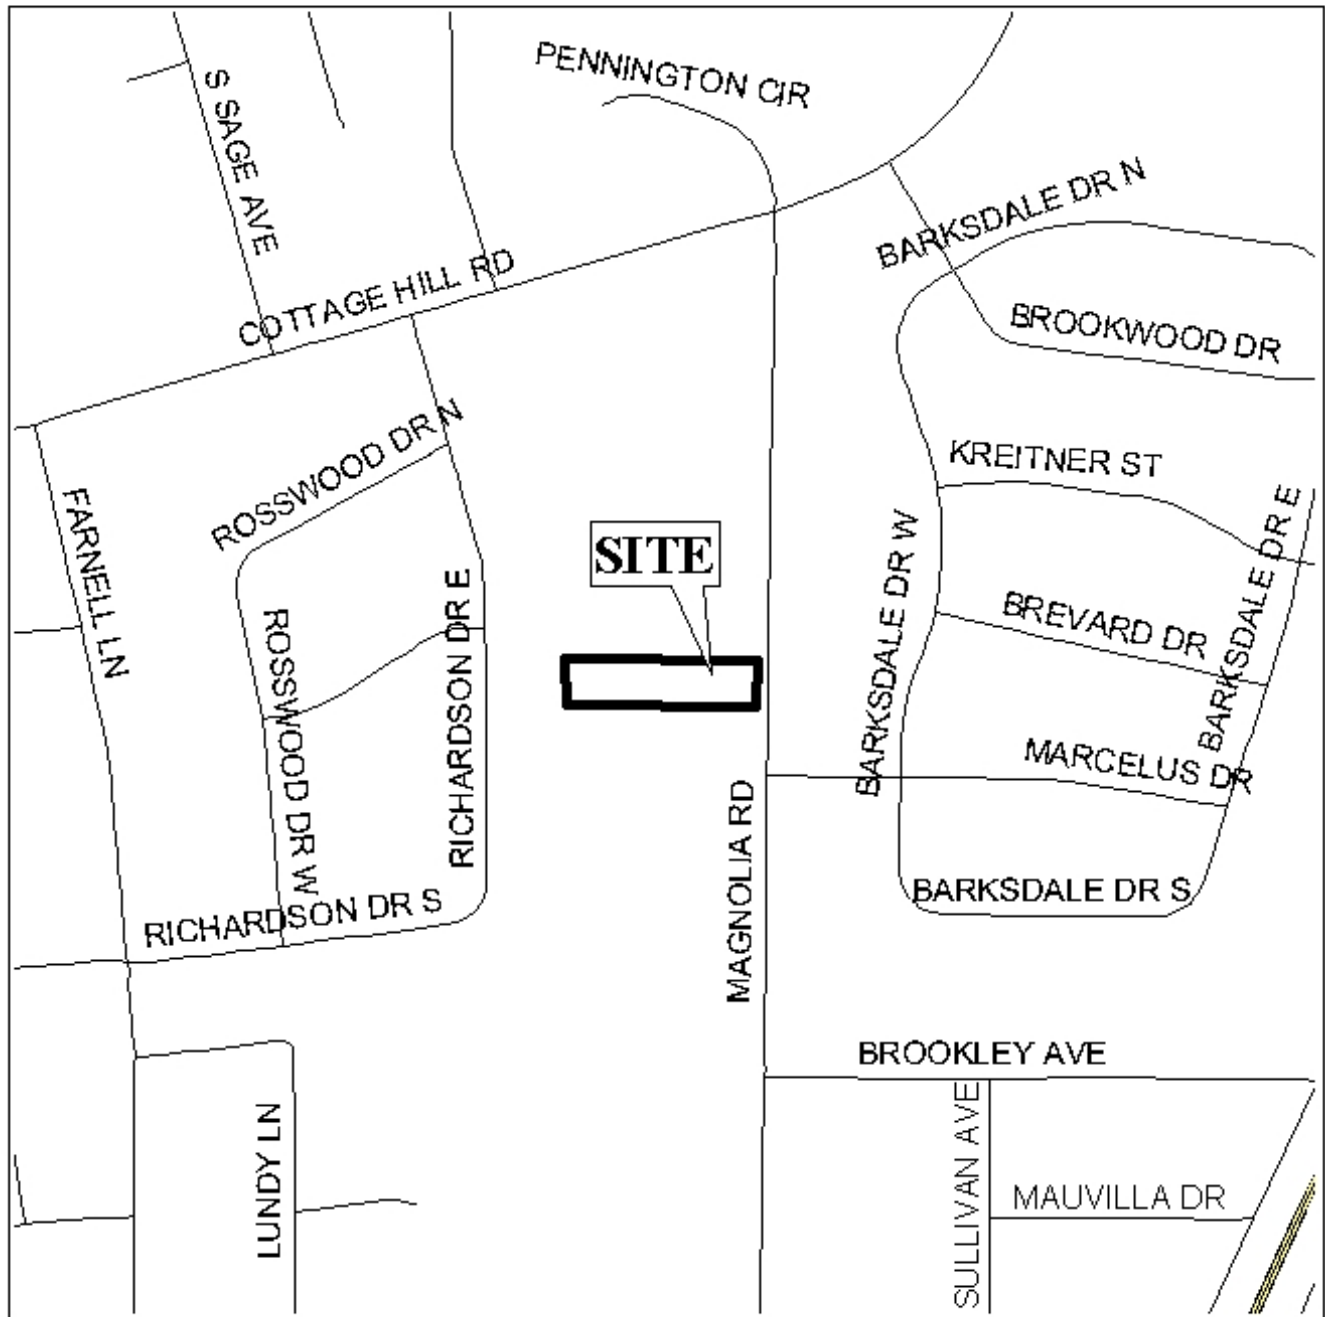 PENNINGTON CIR
S SAGE AVE
BARKSDALE DR N
COTTAGE HILL RD
BROOKWOOD DR
ROSSWOOD DR N
KREITNER ST
FARNELL LN
SITE
BARKSDALE DR W
BARKSDALE DR E
ROSSWOOD DR W
RICHARDSON DR E
BREVARD DR
MARCELUS DR
MAGNOLIA RD
BARKSDALE DR S
RICHARDSON DR S
BROOKLEY AVE
LUNDY LN
SULLIVAN AVE
MAUVILLA DR